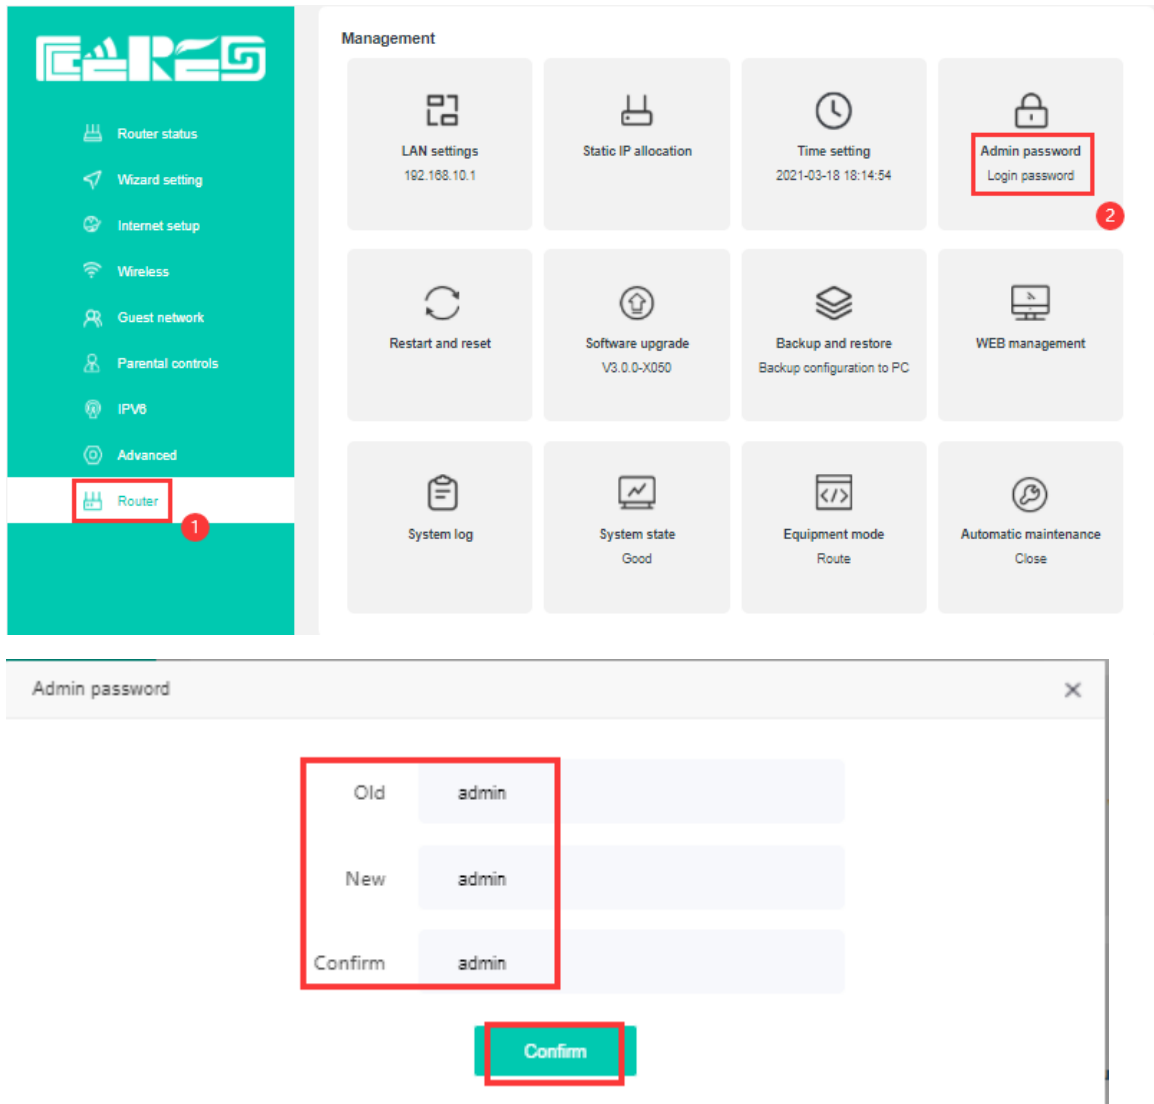 Management
Router status
Wizard setting
Internet setup
Wireless
Guest network
Parental controls
IPV6
Advanced
Router
1
LAN settings
192.168.10.1
Static IP allocation
Time setting
2021-03-18 18:14:54
Admin password
Login password
2
Restart and reset
Software upgrade
V3.0.0-X050
Backup and restore
Backup configuration to PC
WEB management
System log
System state
Good
Equipment mode
Route
Automatic maintenance
Close
Admin password
Old admin
New admin
Confirm admin
Confirm